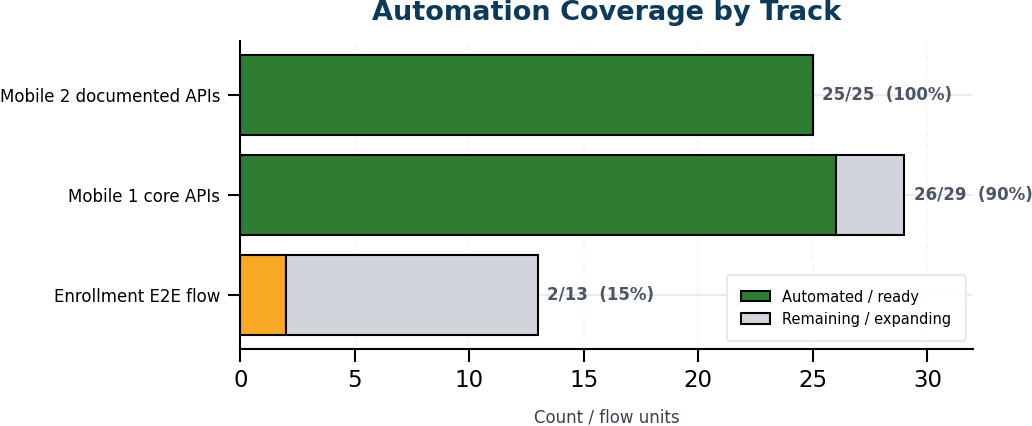 Automation Coverage by Track
Mobile 2 documented APIs
25/25 (100%)
Mobile 1 core APIs
26/29 (90%)
Enrollment E2E flow
2/13 (15%)
Automated / ready
Remaining / expanding
0 5 10 15 20 25 30
Count / flow units